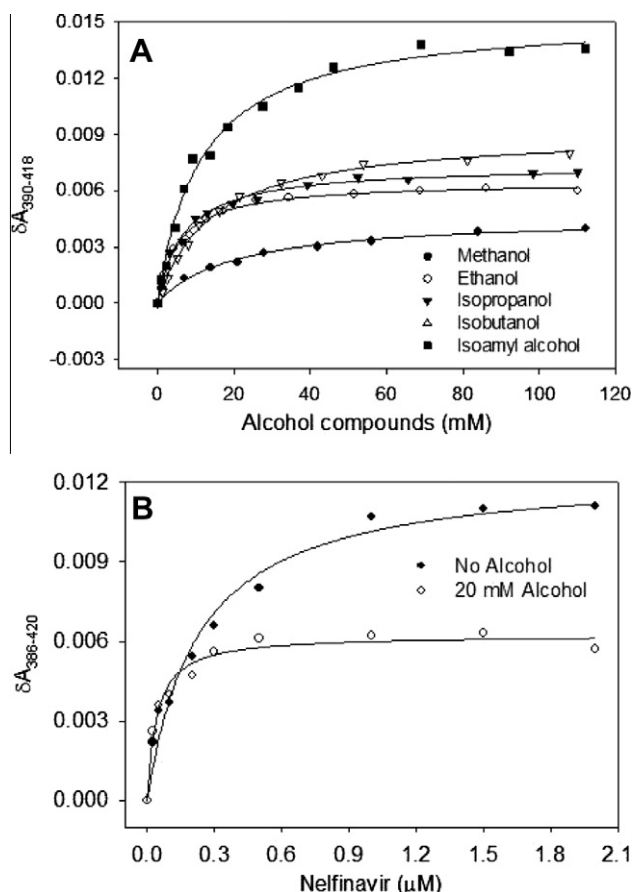 A
0.015
0.012
0.009
0.006
0.003
0.000
-0.003
δA390-418
Methanol
Ethanol
Isopropanol
Isobutanol
Isoamyl alcohol
0 20 40 60 80 100 120
Alcohol compounds (mM)
B
0.012
0.009
0.006
0.003
0.000
δA386-420
No Alcohol
20 mM Alcohol
0.0 0.3 0.6 0.9 1.2 1.5 1.8 2.1
Nelfinavir (μM)